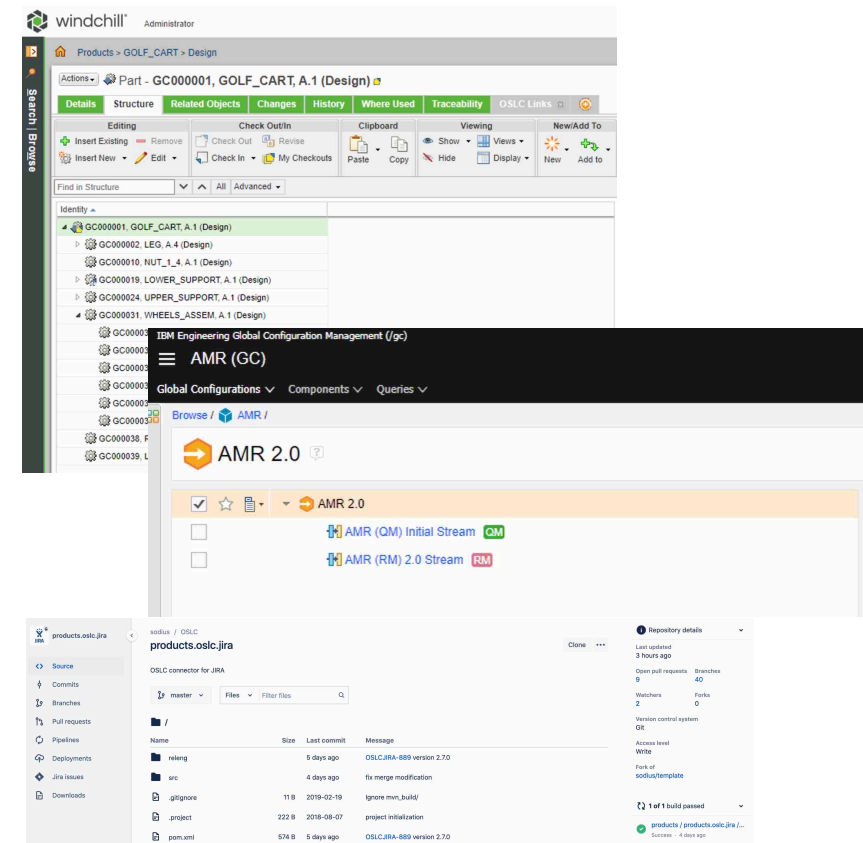 windchill Administrator
Search | Browse
Products > GOLF_CART > Design
Actions Part - GC000001, GOLF_CART, A.1 (Design)
Details Structure Related Objects Changes History Where Used Traceability OSLC Links
Editing Check Out/In Clipboard Viewing New/Add To
Insert Existing Remove Check Out Revise Show Views
Insert New Edit Check In My Checkouts Paste Copy Hide Display New Add to
Find in Structure All Advanced
Identity
GC000001, GOLF_CART, A.1 (Design)
GC000002, LEG, A.4 (Design)
GC000010, NUT_1_4, A.1 (Design)
GC000019, LOWER_SUPPORT, A.1 (Design)
GC000024, UPPER_SUPPORT, A.1 (Design)
GC000031, WHEELS_ASSEM, A.1 (Design)
GC00003
GC00003
GC00003
GC00003
GC00003
GC00003
GC000038, F
GC000039, L
IBM Engineering Global Configuration Management (/gc)
AMR (GC)
Global Configurations Components Queries
Browse / AMR /
AMR 2.0 ?
AMR 2.0
AMR (QM) Initial Stream QM
AMR (RM) 2.0 Stream RM
JIRA products.oslc.jira
Source
Commits
Branches
Pull requests
Pipelines
Deployments
Jira issues
Downloads
sodius / OSLC
products.oslc.jira Clone
OSLC connector for JIRA
master Files Filter files
/
Name Size Last commit Message
releng 5 days ago OSLCJIRA-889 version 2.7.0
src 4 days ago fix merge modification
.gitignore 11 B 2019-02-19 Ignore mvn_build/
.project 222 B 2018-08-07 project initialization
pom.xml 574 B 5 days ago OSLCJIRA-889 version 2.7.0
Repository details
Last updated
3 hours ago
Open pull requests Branches
9 40
Watchers Forks
2 0
Version control system
Git
Access level
Write
Fork of
sodius/template
1 of 1 build passed
products / products.oslc.jira /...
Success - 4 days ago